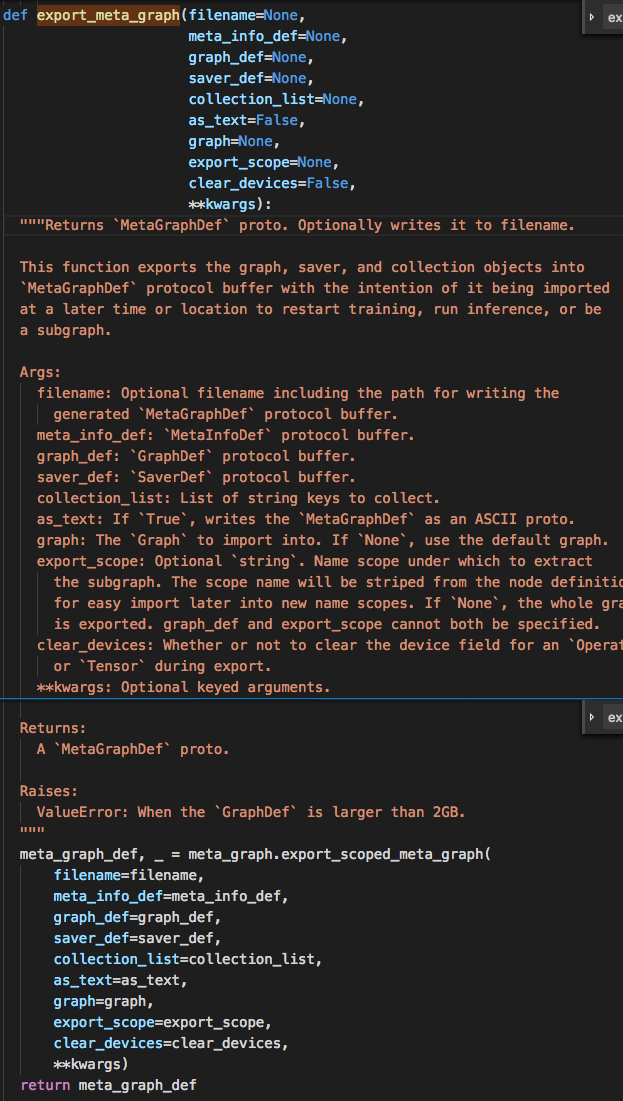 def export_meta_graph(filename=None,
                      meta_info_def=None,
                      graph_def=None,
                      saver_def=None,
                      collection_list=None,
                      as_text=False,
                      graph=None,
                      export_scope=None,
                      clear_devices=False,
                      **kwargs):
  """Returns `MetaGraphDef` proto. Optionally writes it to filename.

  This function exports the graph, saver, and collection objects into
  `MetaGraphDef` protocol buffer with the intention of it being imported
  at a later time or location to restart training, run inference, or be
  a subgraph.

  Args:
    filename: Optional filename including the path for writing the
      generated `MetaGraphDef` protocol buffer.
    meta_info_def: `MetaInfoDef` protocol buffer.
    graph_def: `GraphDef` protocol buffer.
    saver_def: `SaverDef` protocol buffer.
    collection_list: List of string keys to collect.
    as_text: If `True`, writes the `MetaGraphDef` as an ASCII proto.
    graph: The `Graph` to import into. If `None`, use the default graph.
    export_scope: Optional `string`. Name scope under which to extract
      the subgraph. The scope name will be striped from the node definitio
      for easy import later into new name scopes. If `None`, the whole gra
      is exported. graph_def and export_scope cannot both be specified.
    clear_devices: Whether or not to clear the device field for an `Operat
      or `Tensor` during export.
    **kwargs: Optional keyed arguments.

  Returns:
    A `MetaGraphDef` proto.

  Raises:
    ValueError: When the `GraphDef` is larger than 2GB.
  """
  meta_graph_def, _ = meta_graph.export_scoped_meta_graph(
      filename=filename,
      meta_info_def=meta_info_def,
      graph_def=graph_def,
      saver_def=saver_def,
      collection_list=collection_list,
      as_text=as_text,
      graph=graph,
      export_scope=export_scope,
      clear_devices=clear_devices,
      **kwargs)
  return meta_graph_def
ex
ex